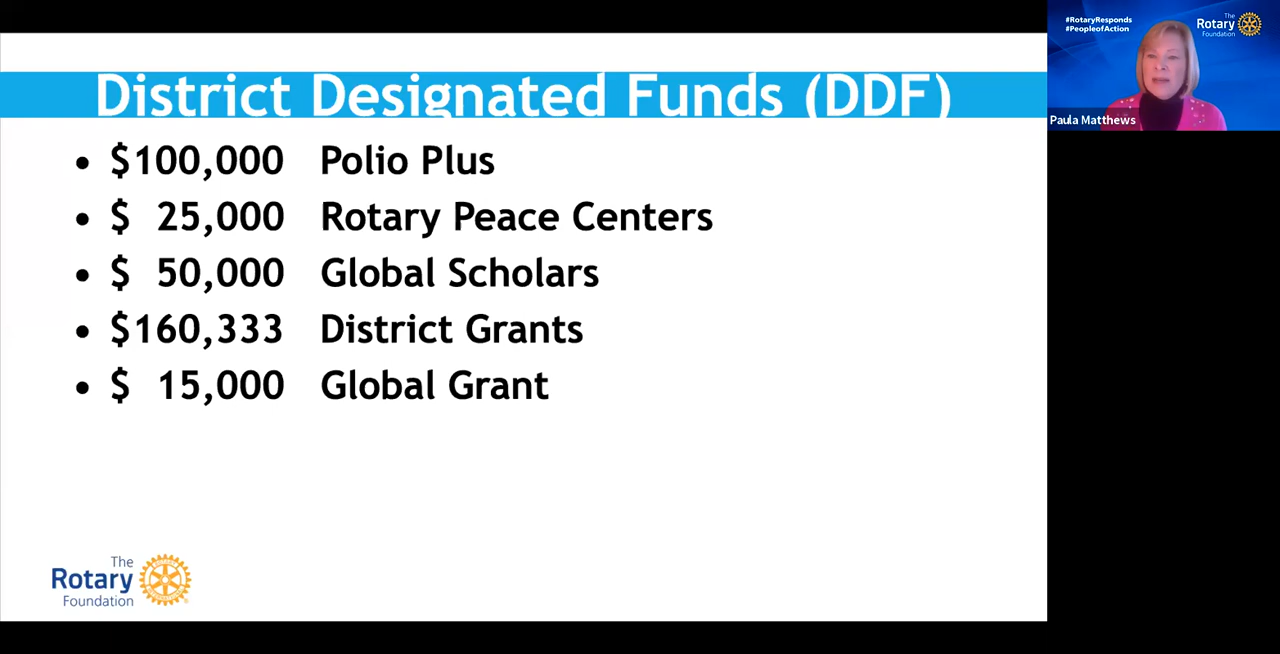 District Designated Funds (DDF)
• $100,000 Polio Plus
• $ 25,000 Rotary Peace Centers
• $ 50,000 Global Scholars
• $160,333 District Grants
• $ 15,000 Global Grant
The
Rotary
Foundation
#RotaryResponds
#PeopleofAction
The
Rotary
Foundation
Paula Matthews